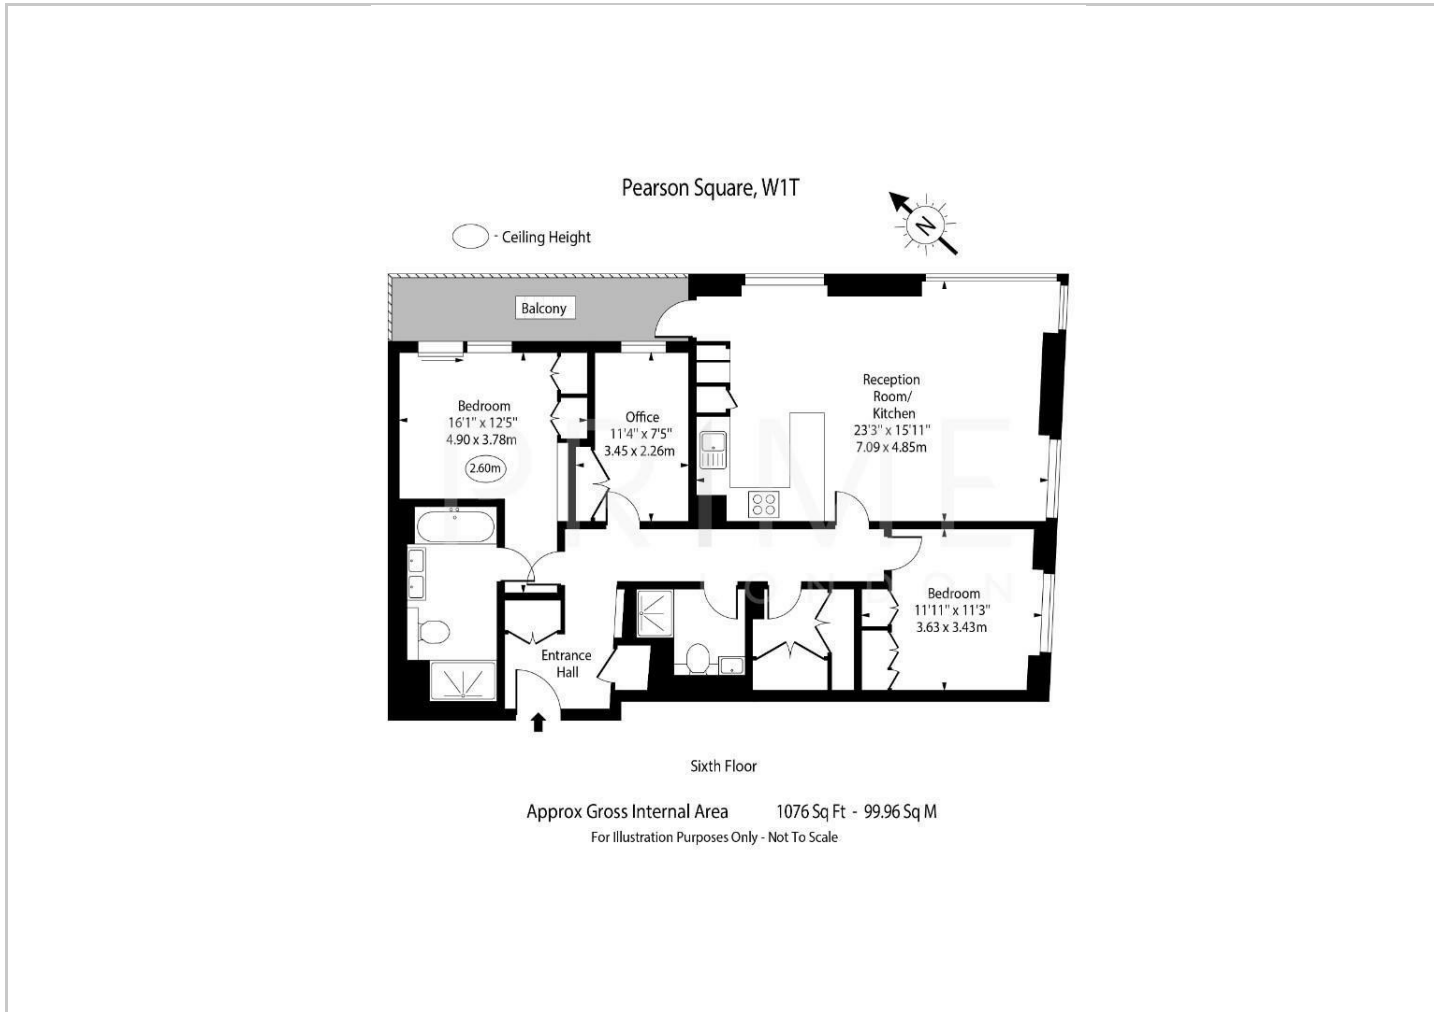 Pearson Square, W1T
- Ceiling Height
N
Balcony
Bedroom
16'1" x 12'5"
4.90 x 3.78m
2.60m
Office
11'4" x 7'5"
3.45 x 2.26m
Reception
Room/
Kitchen
23'3" x 15'11"
7.09 x 4.85m
PRIME
LONDON
Bedroom
11'11" x 11'3"
3.63 x 3.43m
Entrance
Hall
Sixth Floor
Approx Gross Internal Area 1076 Sq Ft - 99.96 Sq M
For Illustration Purposes Only - Not To Scale